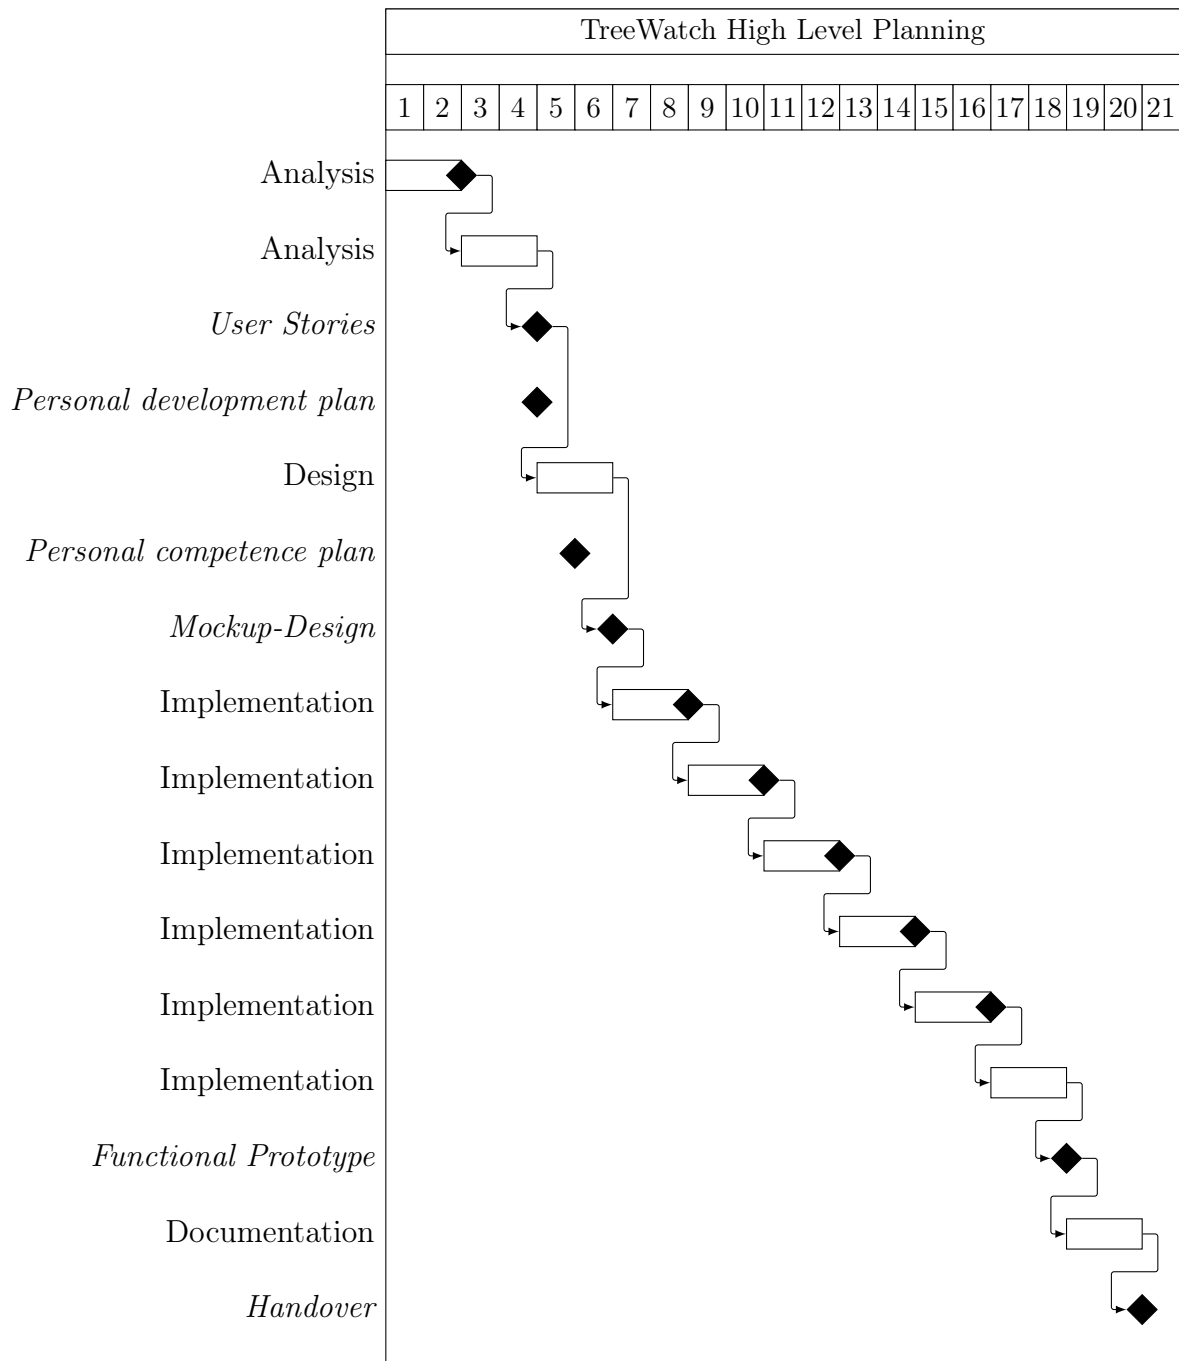 TreeWatch High Level Planning
1 2 3 4 5 6 7 8 9 10 11 12 13 14 15 16 17 18 19 20 21
Analysis
Analysis
User Stories
Personal development plan
Design
Personal competence plan
Mockup-Design
Implementation
Implementation
Implementation
Implementation
Implementation
Implementation
Functional Prototype
Documentation
Handover